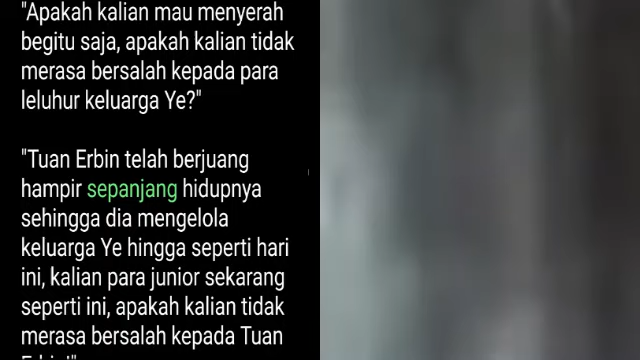 "Apakah kalian mau menyerah
begitu saja, apakah kalian tidak
merasa bersalah kepada para
leluhur keluarga Ye?"
"Tuan Erbin telah berjuang
hampir sepanjang hidupnya
sehingga dia mengelola
keluarga Ye hingga seperti hari
ini, kalian para junior sekarang
seperti ini, apakah kalian tidak
merasa bersalah kepada Tuan
Erbin!"